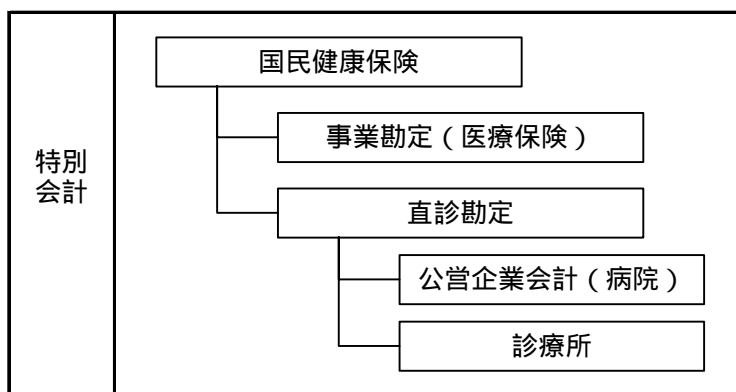 特別
会計
国民健康保険
事業勘定（医療保険）
直診勘定
公営企業会計（病院）
診療所